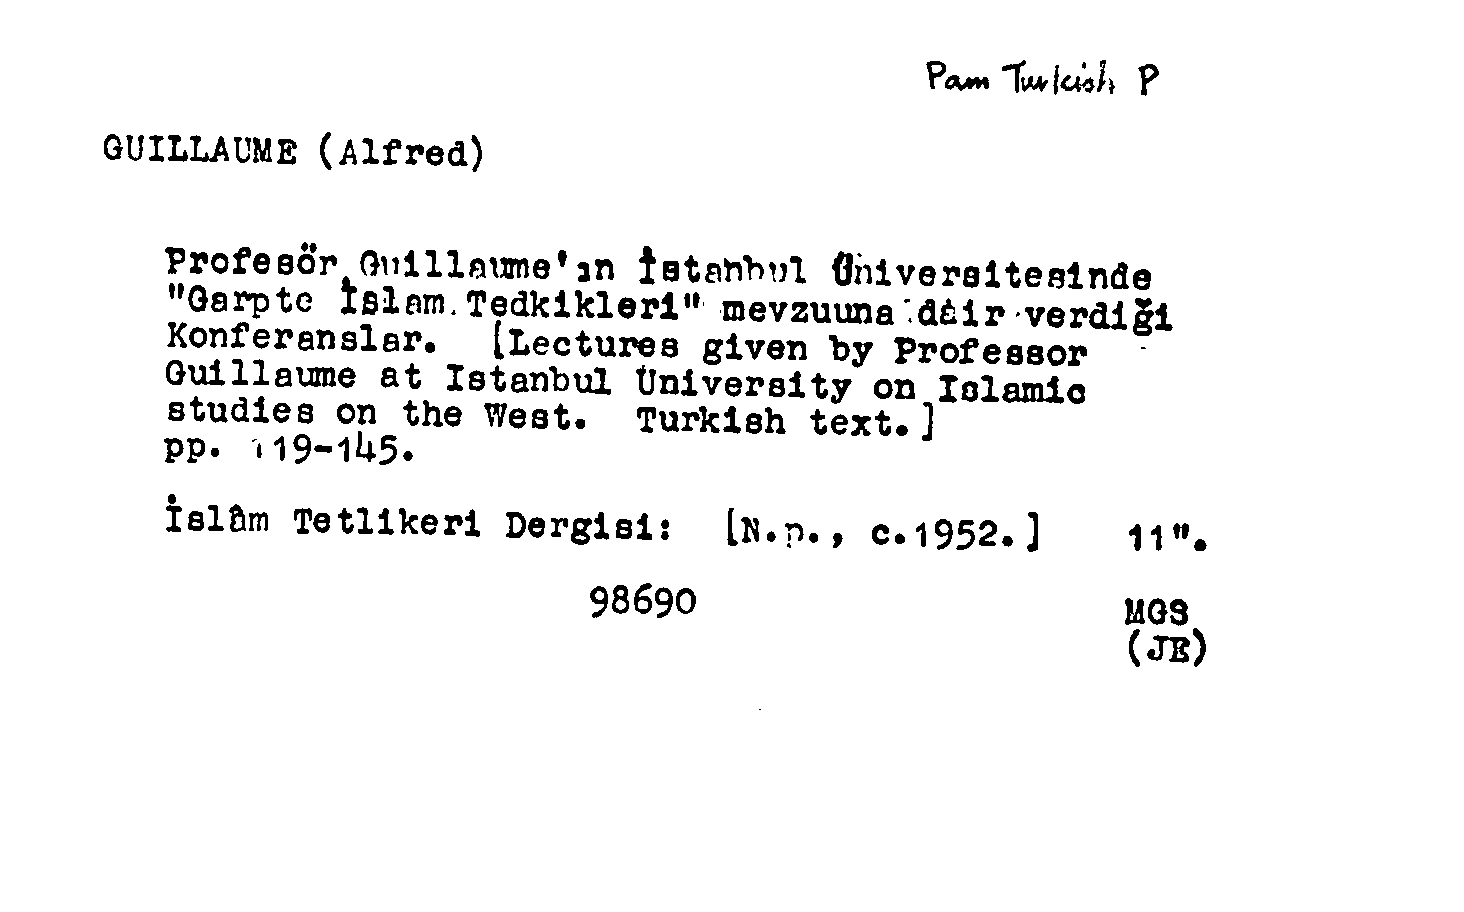 Pam Turkish P
GUILLAUME (Alfred)
Profesör Guillaume'ın İstanbul Üniversitesinde
"Garpte İslam Tedkikleri" mevzuuna dâir verdiği
Konferanslar. [Lectures given by Professor
Guillaume at Istanbul University on Islamic
studies on the West. Turkish text.]
pp. 119-145.
İslâm Tetlikeri Dergisi: [N.p., c.1952.] 11".
98690 MGS
(JE)